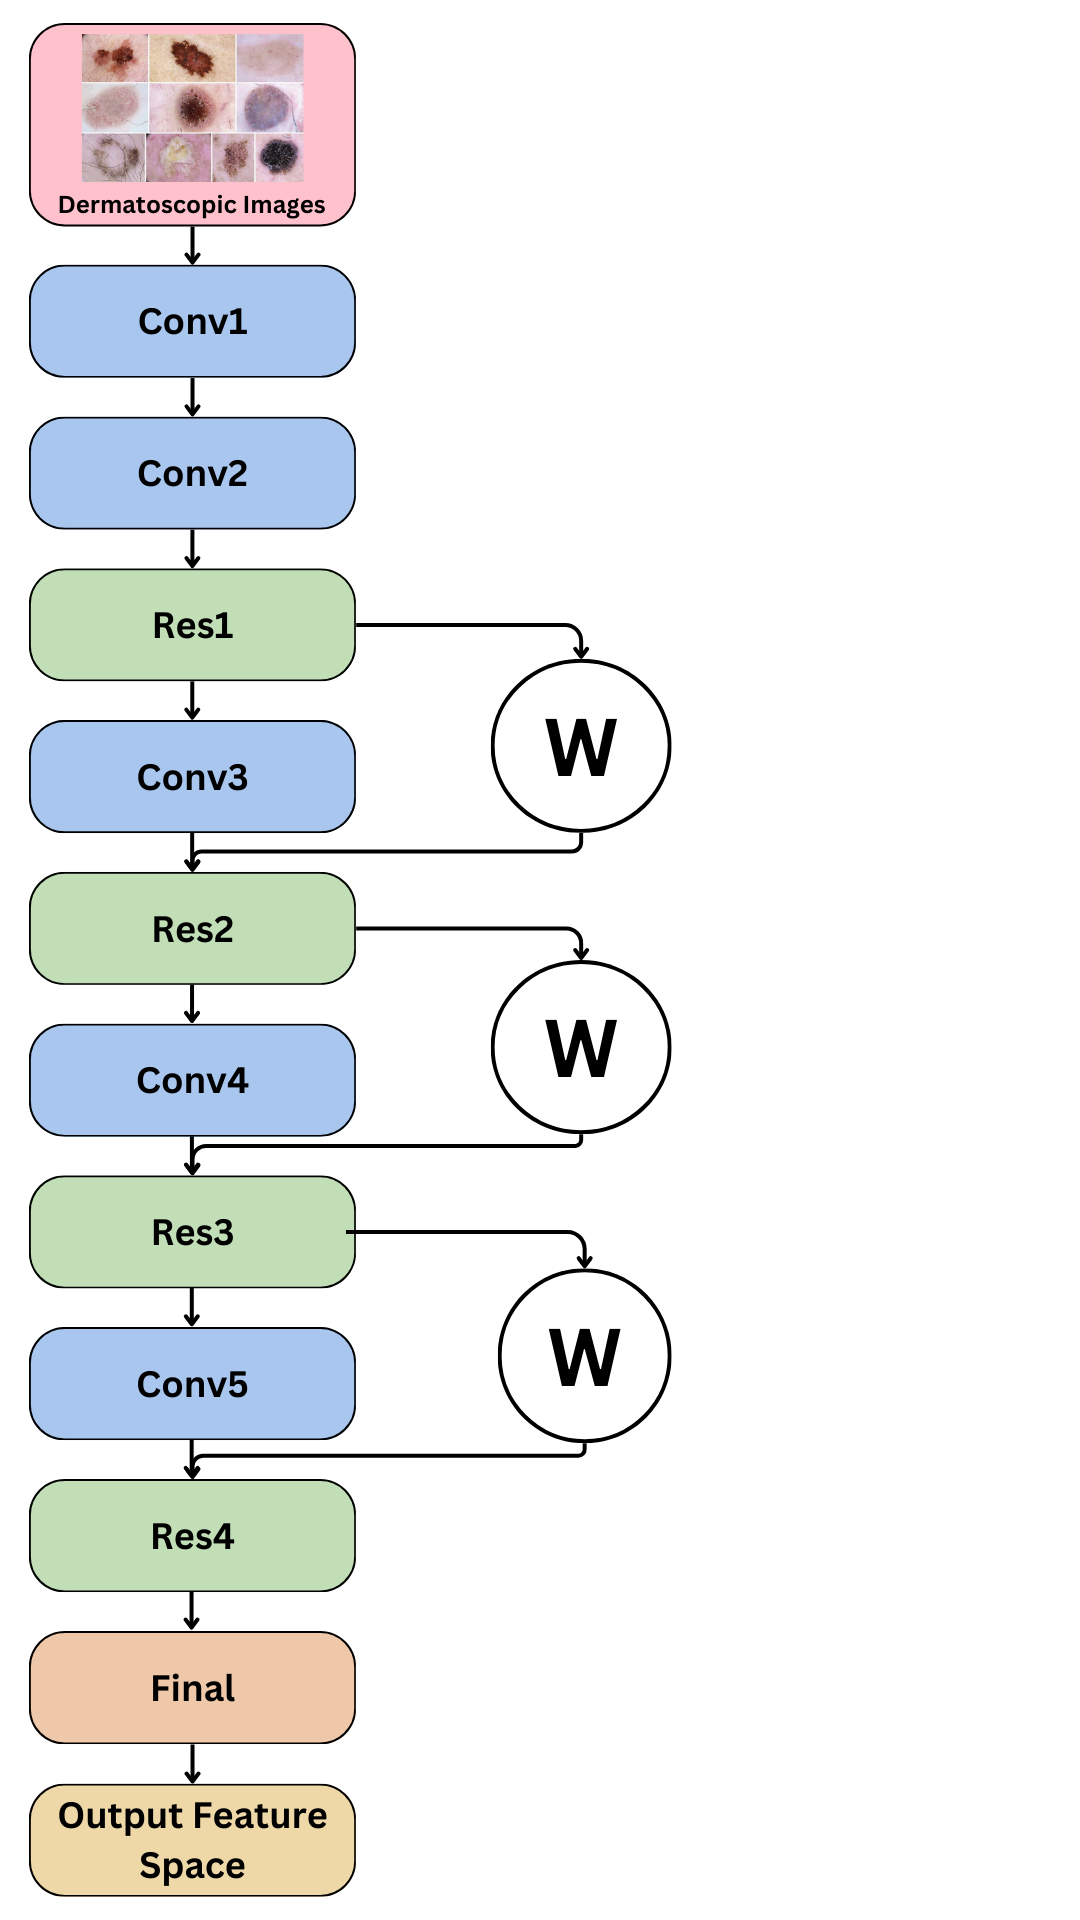 Dermatoscopic Images
Conv1
Conv2
Res1
W
Conv3
Res2
W
Conv4
Res3
W
Conv5
Res4
Final
Output Feature
Space